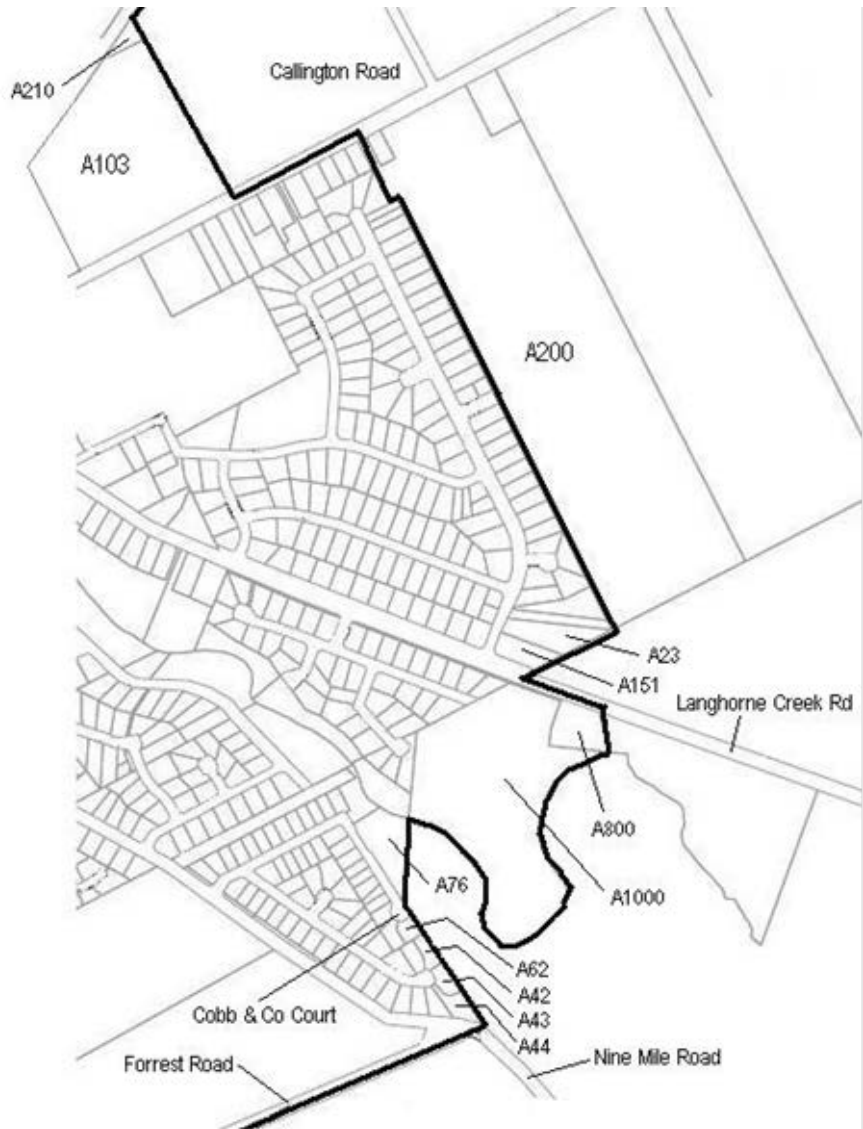 Callington Road
A210
A103
A200
A23
A151
Langhorne Creek Rd
A800
A76
A1000
A62
A42
Cobb & Co Court
A43
A44
Forrest Road
Nine Mile Road